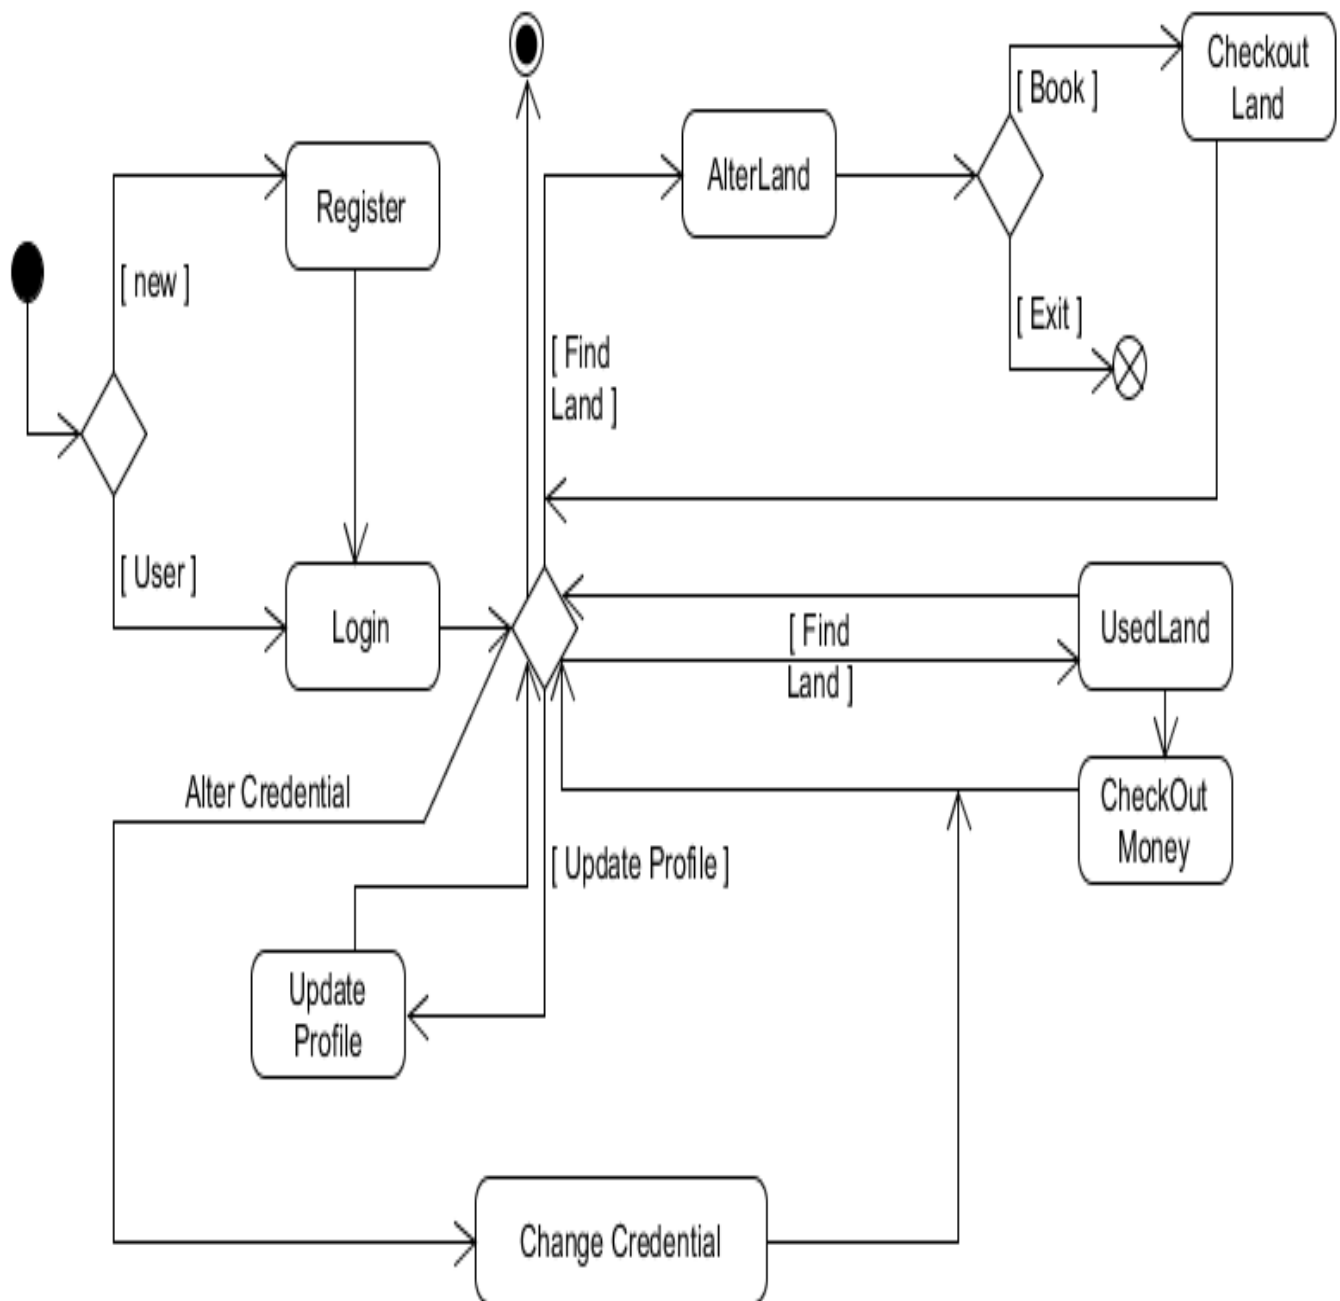 Checkout
Land
[ Book ]
Register
AlterLand
[ new ]
[ Exit ]
[ Find
Land ]
[ User ]
Login
[ Find
Land ]
UsedLand
Alter Credential
CheckOut
Money
[ Update Profile ]
Update
Profile
Change Credential